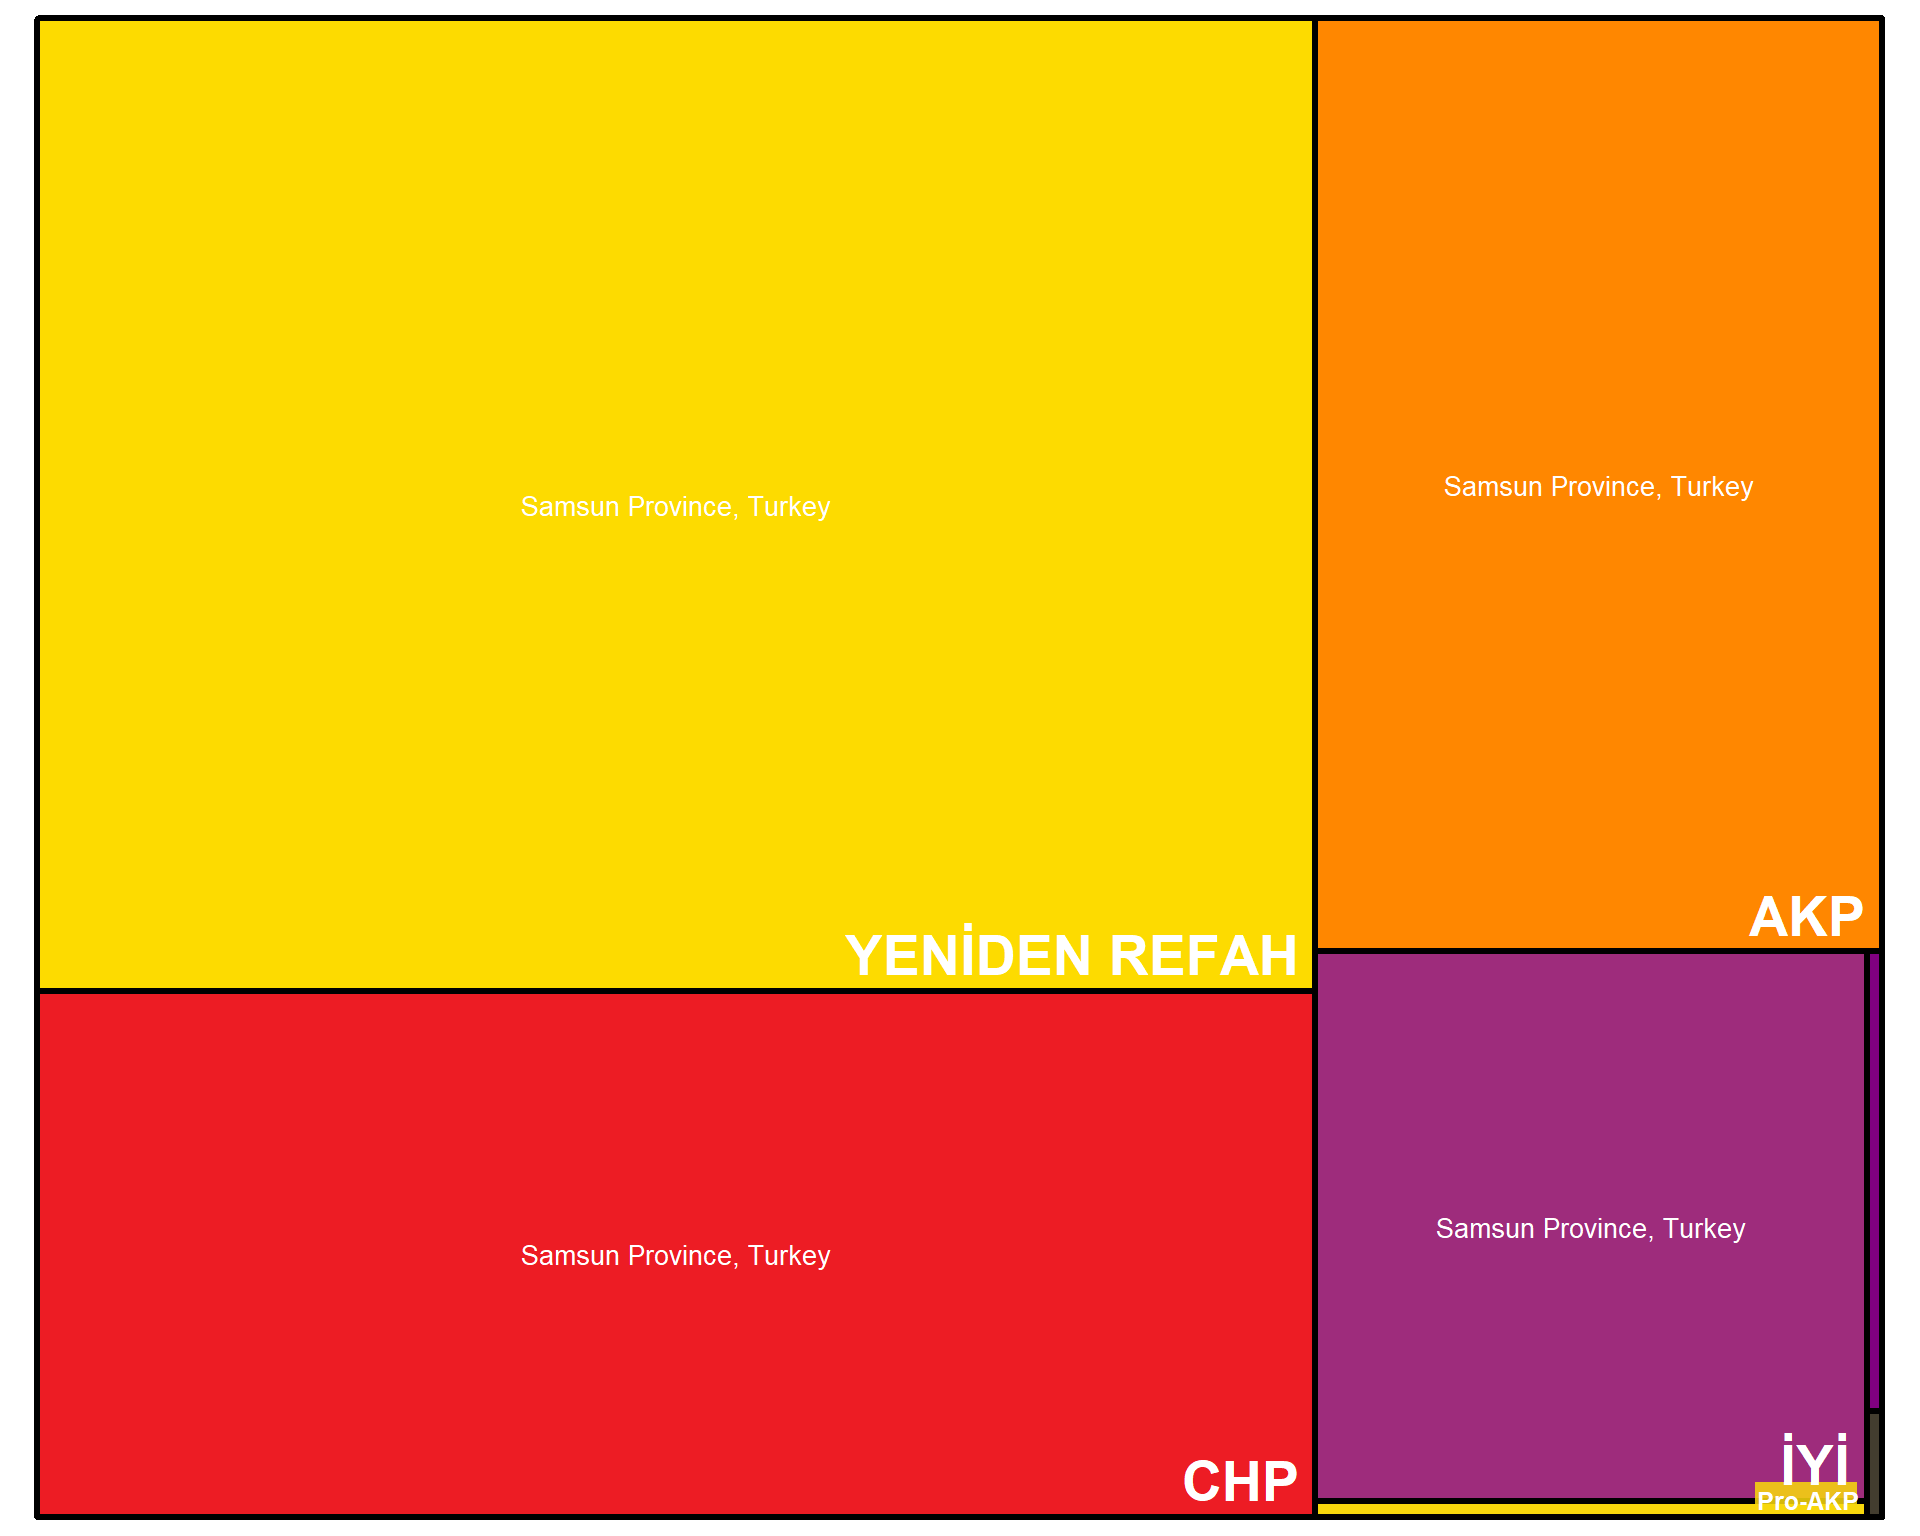 Samsun Province, Turkey
YENİDEN REFAH
Samsun Province, Turkey
CHP
Samsun Province, Turkey
AKP
Samsun Province, Turkey
İYİ
Pro-AKP